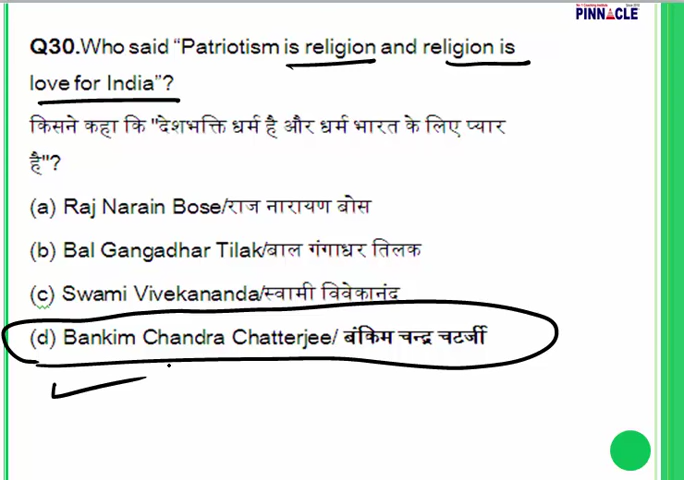 PINNACLE
Q30.Who said “Patriotism is religion and religion is
love for India”?
किसने कहा कि "देशभक्ति धर्म है और धर्म भारत के लिए प्यार
है"?
(a) Raj Narain Bose/राज नारायण बोस
(b) Bal Gangadhar Tilak/बाल गंगाधर तिलक
(c) Swami Vivekananda/स्वामी विवेकानंद
(d) Bankim Chandra Chatterjee/ बंकिम चन्द्र चटर्जी